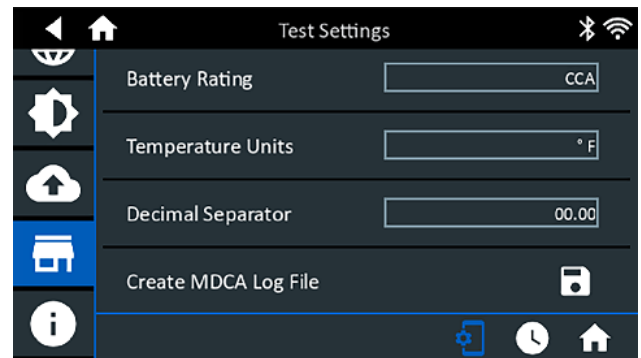 Test Settings
Battery Rating CCA
Temperature Units ° F
Decimal Separator 00.00
Create MDCA Log File